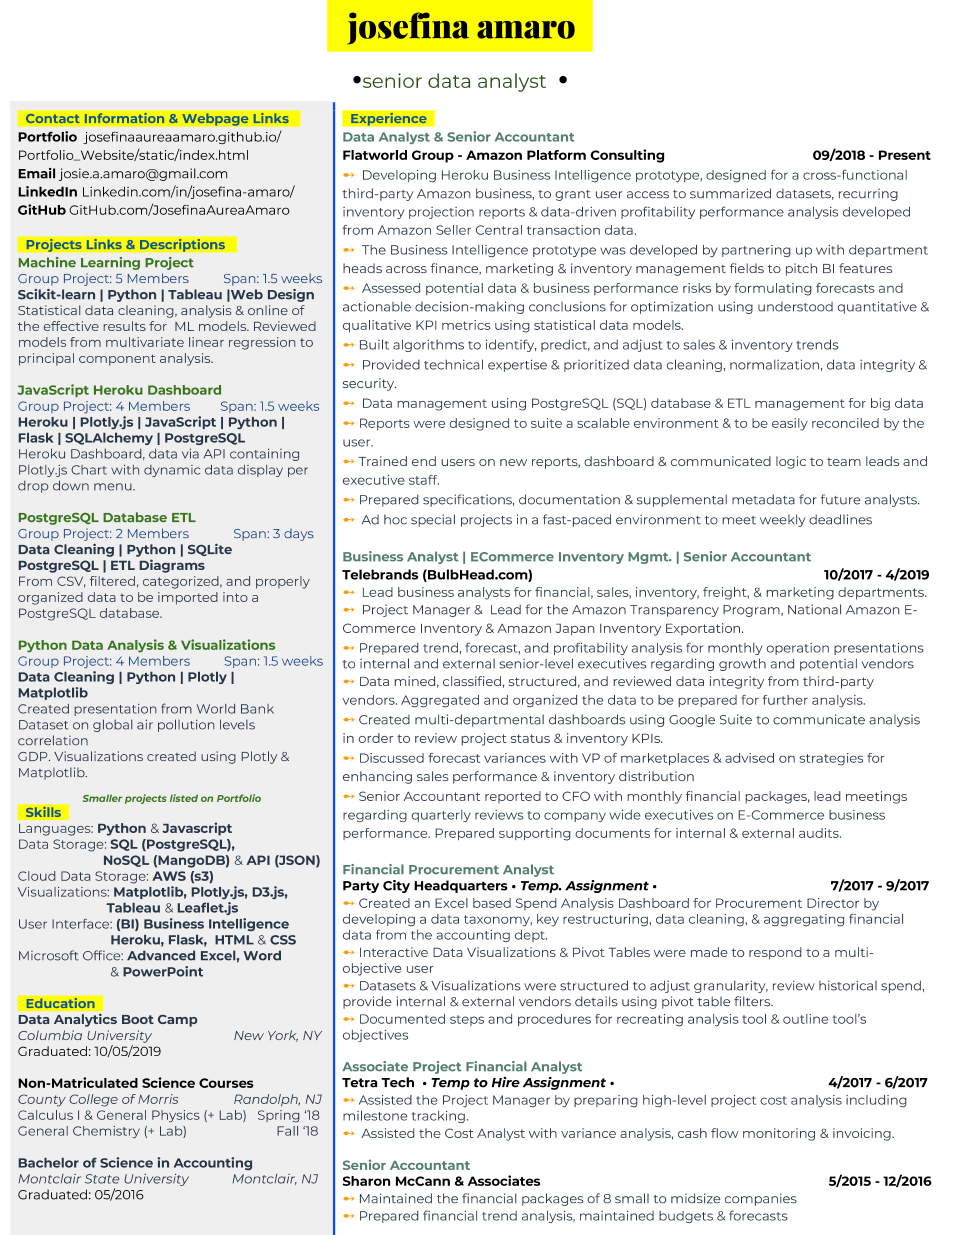 josefina amaro
•senior data analyst •
Contact Information & Webpage Links
Portfolio josefinaaureaamaro.github.io/
Portfolio_Website/static/index.html
Email josie.a.amaro@gmail.com
LinkedIn Linkedin.com/in/josefina-amaro/
GitHub GitHub.com/JosefinaAureaAmaro
Projects Links & Descriptions
Machine Learning Project
Group Project: 5 Members Span: 1.5 weeks
Scikit-learn | Python | Tableau |Web Design
Statistical data cleaning, analysis & online of
the effective results for ML models. Reviewed
models from multivariate linear regression to
principal component analysis.
JavaScript Heroku Dashboard
Group Project: 4 Members Span: 1.5 weeks
Heroku | Plotly.js | JavaScript | Python |
Flask | SQLAlchemy | PostgreSQL
Heroku Dashboard, data via API containing
Plotly.js Chart with dynamic data display per
drop down menu.
PostgreSQL Database ETL
Group Project: 2 Members Span: 3 days
Data Cleaning | Python | SQLite
PostgreSQL | ETL Diagrams
From CSV, filtered, categorized, and properly
organized data to be imported into a
PostgreSQL database.
Python Data Analysis & Visualizations
Group Project: 4 Members Span: 1.5 weeks
Data Cleaning | Python | Plotly |
Matplotlib
Created presentation from World Bank
Dataset on global air pollution levels
correlation
GDP. Visualizations created using Plotly &
Matplotlib.
Smaller projects listed on Portfolio
Skills
Languages: Python & Javascript
Data Storage: SQL (PostgreSQL),
NoSQL (MangoDB) & API (JSON)
Cloud Data Storage: AWS (s3)
Visualizations: Matplotlib, Plotly.js, D3.js,
Tableau & Leaflet.js
User Interface: (BI) Business Intelligence
Heroku, Flask, HTML & CSS
Microsoft Office: Advanced Excel, Word
& PowerPoint
Education
Data Analytics Boot Camp
Columbia University New York, NY
Graduated: 10/05/2019
Non-Matriculated Science Courses
County College of Morris Randolph, NJ
Calculus I & General Physics (+ Lab) Spring '18
General Chemistry (+ Lab) Fall '18
Bachelor of Science in Accounting
Montclair State University Montclair, NJ
Graduated: 05/2016
Experience
Data Analyst & Senior Accountant
Flatworld Group - Amazon Platform Consulting 09/2018 - Present
➻ Developing Heroku Business Intelligence prototype, designed for a cross-functional
third-party Amazon business, to grant user access to summarized datasets, recurring
inventory projection reports & data-driven profitability performance analysis developed
from Amazon Seller Central transaction data.
➻ The Business Intelligence prototype was developed by partnering up with department
heads across finance, marketing & inventory management fields to pitch BI features
➻ Assessed potential data & business performance risks by formulating forecasts and
actionable decision-making conclusions for optimization using understood quantitative &
qualitative KPI metrics using statistical data models.
➻ Built algorithms to identify, predict, and adjust to sales & inventory trends
➻ Provided technical expertise & prioritized data cleaning, normalization, data integrity &
security.
➻ Data management using PostgreSQL (SQL) database & ETL management for big data
➻ Reports were designed to suite a scalable environment & to be easily reconciled by the
user.
➻ Trained end users on new reports, dashboard & communicated logic to team leads and
executive staff.
➻ Prepared specifications, documentation & supplemental metadata for future analysts.
➻ Ad hoc special projects in a fast-paced environment to meet weekly deadlines
Business Analyst | ECommerce Inventory Mgmt. | Senior Accountant
Telebrands (BulbHead.com) 10/2017 - 4/2019
➻ Lead business analysts for financial, sales, inventory, freight, & marketing departments.
➻ Project Manager & Lead for the Amazon Transparency Program, National Amazon E-
Commerce Inventory & Amazon Japan Inventory Exportation.
➻ Prepared trend, forecast, and profitability analysis for monthly operation presentations
to internal and external senior-level executives regarding growth and potential vendors
➻ Data mined, classified, structured, and reviewed data integrity from third-party
vendors. Aggregated and organized the data to be prepared for further analysis.
➻ Created multi-departmental dashboards using Google Suite to communicate analysis
in order to review project status & inventory KPIs.
➻ Discussed forecast variances with VP of marketplaces & advised on strategies for
enhancing sales performance & inventory distribution
➻ Senior Accountant reported to CFO with monthly financial packages, lead meetings
regarding quarterly reviews to company wide executives on E-Commerce business
performance. Prepared supporting documents for internal & external audits.
Financial Procurement Analyst
Party City Headquarters • Temp. Assignment • 7/2017 - 9/2017
➻ Created an Excel based Spend Analysis Dashboard for Procurement Director by
developing a data taxonomy, key restructuring, data cleaning, & aggregating financial
data from the accounting dept.
➻ Interactive Data Visualizations & Pivot Tables were made to respond to a multi-
objective user
➻ Datasets & Visualizations were structured to adjust granularity, review historical spend,
provide internal & external vendors details using pivot table filters.
➻ Documented steps and procedures for recreating analysis tool & outline tool's
objectives
Associate Project Financial Analyst
Tetra Tech • Temp to Hire Assignment • 4/2017 - 6/2017
➻ Assisted the Project Manager by preparing high-level project cost analysis including
milestone tracking.
➻ Assisted the Cost Analyst with variance analysis, cash flow monitoring & invoicing.
Senior Accountant
Sharon McCann & Associates 5/2015 - 12/2016
➻ Maintained the financial packages of 8 small to midsize companies
➻ Prepared financial trend analysis, maintained budgets & forecasts